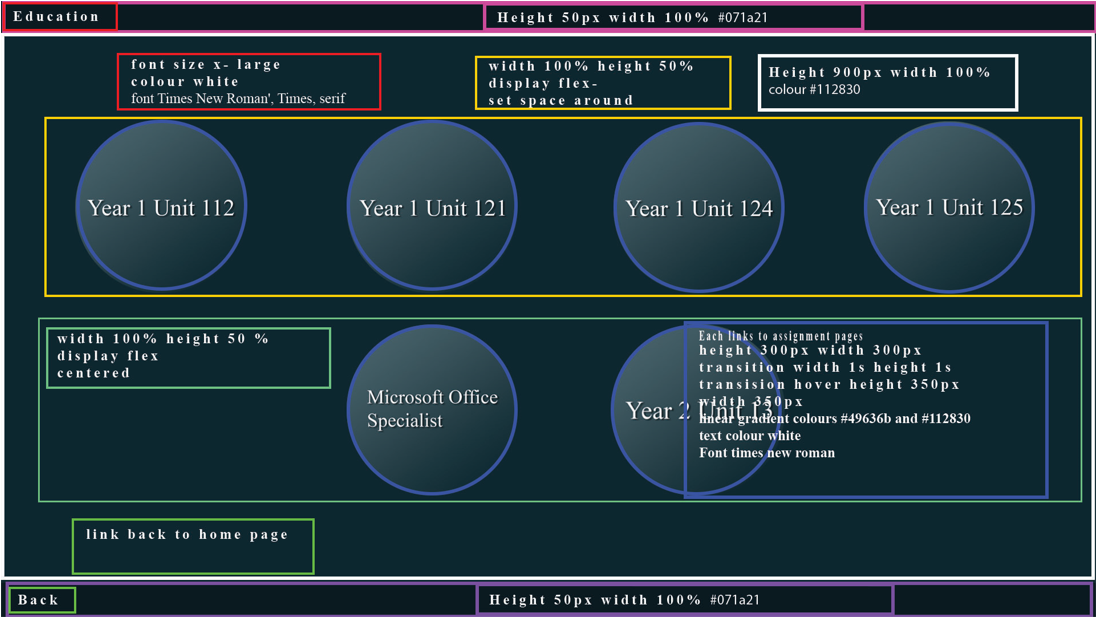 Education
Height 50px width 100% #071a21
font size x- large
colour white
font Times New Roman', Times, serif
width 100% height 50%
display flex-
set space around
Height 900px width 100%
colour #112830
Year 1 Unit 112
Year 1 Unit 121
Year 1 Unit 124
Year 1 Unit 125
width 100% height 50 %
display flex
centered
Microsoft Office
Specialist
Year 2 Unit 13
Each links to assignment pages
height 300px width 300px
transition width 1s height 1s
transision hover height 350px
width 350px
linear gradient colours #49636b and #112830
text colour white
Font times new roman
link back to home page
Back
Height 50px width 100% #071a21